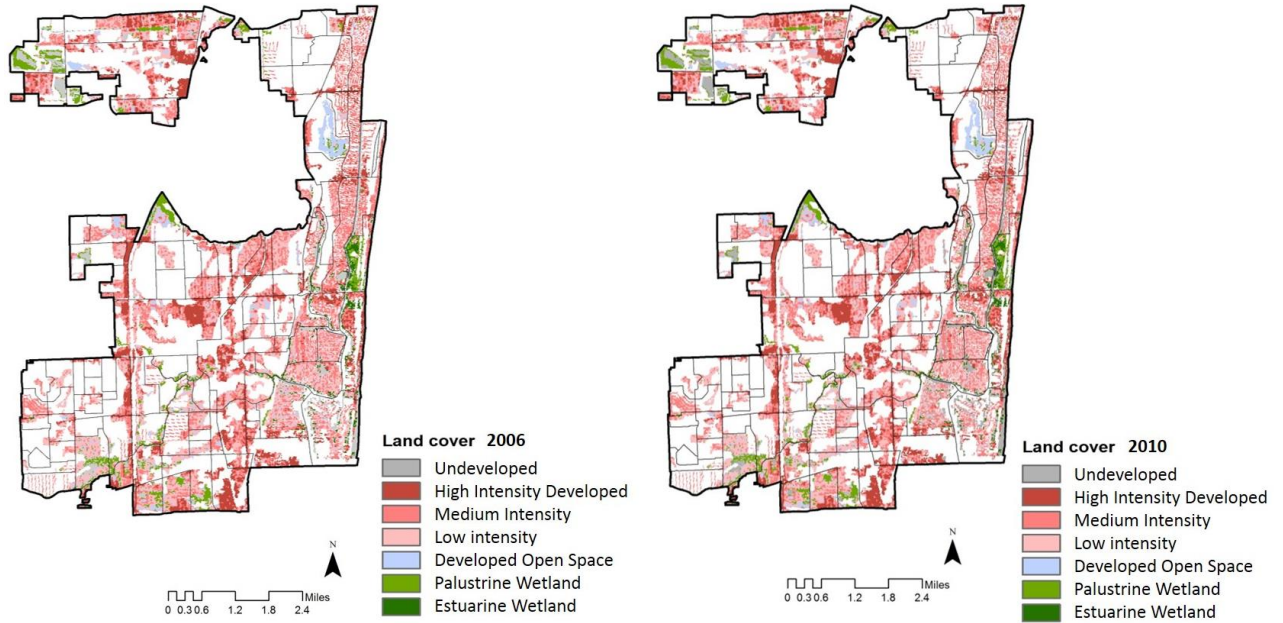 Land cover 2006
Undeveloped
High Intensity Developed
Medium Intensity
Low intensity
Developed Open Space
Palustrine Wetland
Estuarine Wetland
N
Miles
0 0.3 0.6 1.2 1.8 2.4
Land cover 2010
Undeveloped
High Intensity Developed
Medium Intensity
Low intensity
Developed Open Space
Palustrine Wetland
Estuarine Wetland
N
Miles
0 0.3 0.6 1.2 1.8 2.4